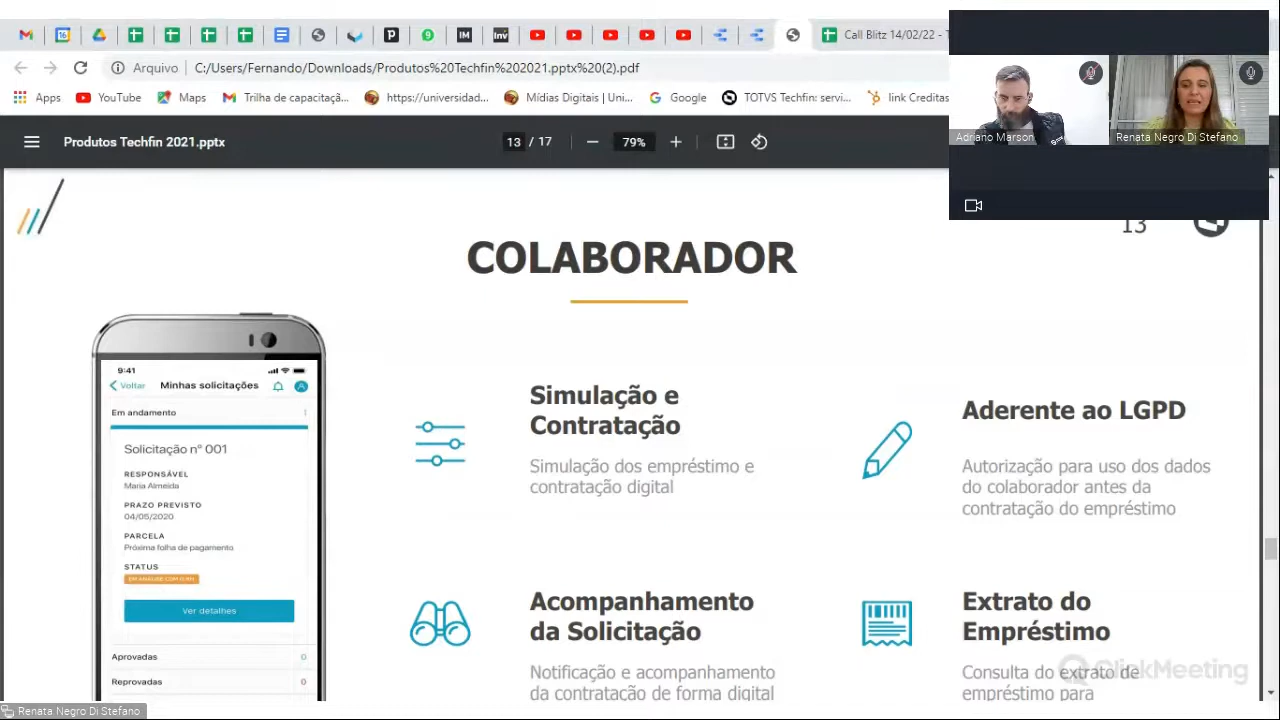 Call Blitz 14/02/22 - T
Arquivo
C:/Users/Fernando/Downloads/Produtos%20Techfin%202021.pptx%20(2).pdf
Apps
YouTube
Maps
Trilha de capacitaçã...
https://universidad...
Mídias Digitais | Uni...
Google
TOTVS Techfin: servi...
link Creditas
Adriano Marson
Renata Negro Di Stefano
Produtos Techfin 2021.pptx
13 / 17
79%
13
COLABORADOR
9:41
Voltar
Minhas solicitações
Em andamento
Solicitação nº 001
RESPONSÁVEL
Maria Almeida
PRAZO PREVISTO
04/05/2020
PARCELA
Próxima folha de pagamento
STATUS
Ver detalhes
Aprovadas 0
Reprovadas 0
Simulação e
Contratação
Simulação dos empréstimo e
contratação digital
Aderente ao LGPD
Autorização para uso dos dados
do colaborador antes da
contratação do empréstimo
Acompanhamento
da Solicitação
Notificação e acompanhamento
da contratação de forma digital
Extrato do
Empréstimo
Consulta do extrato de
empréstimo para
ClickMeeting
Renata Negro Di Stefano